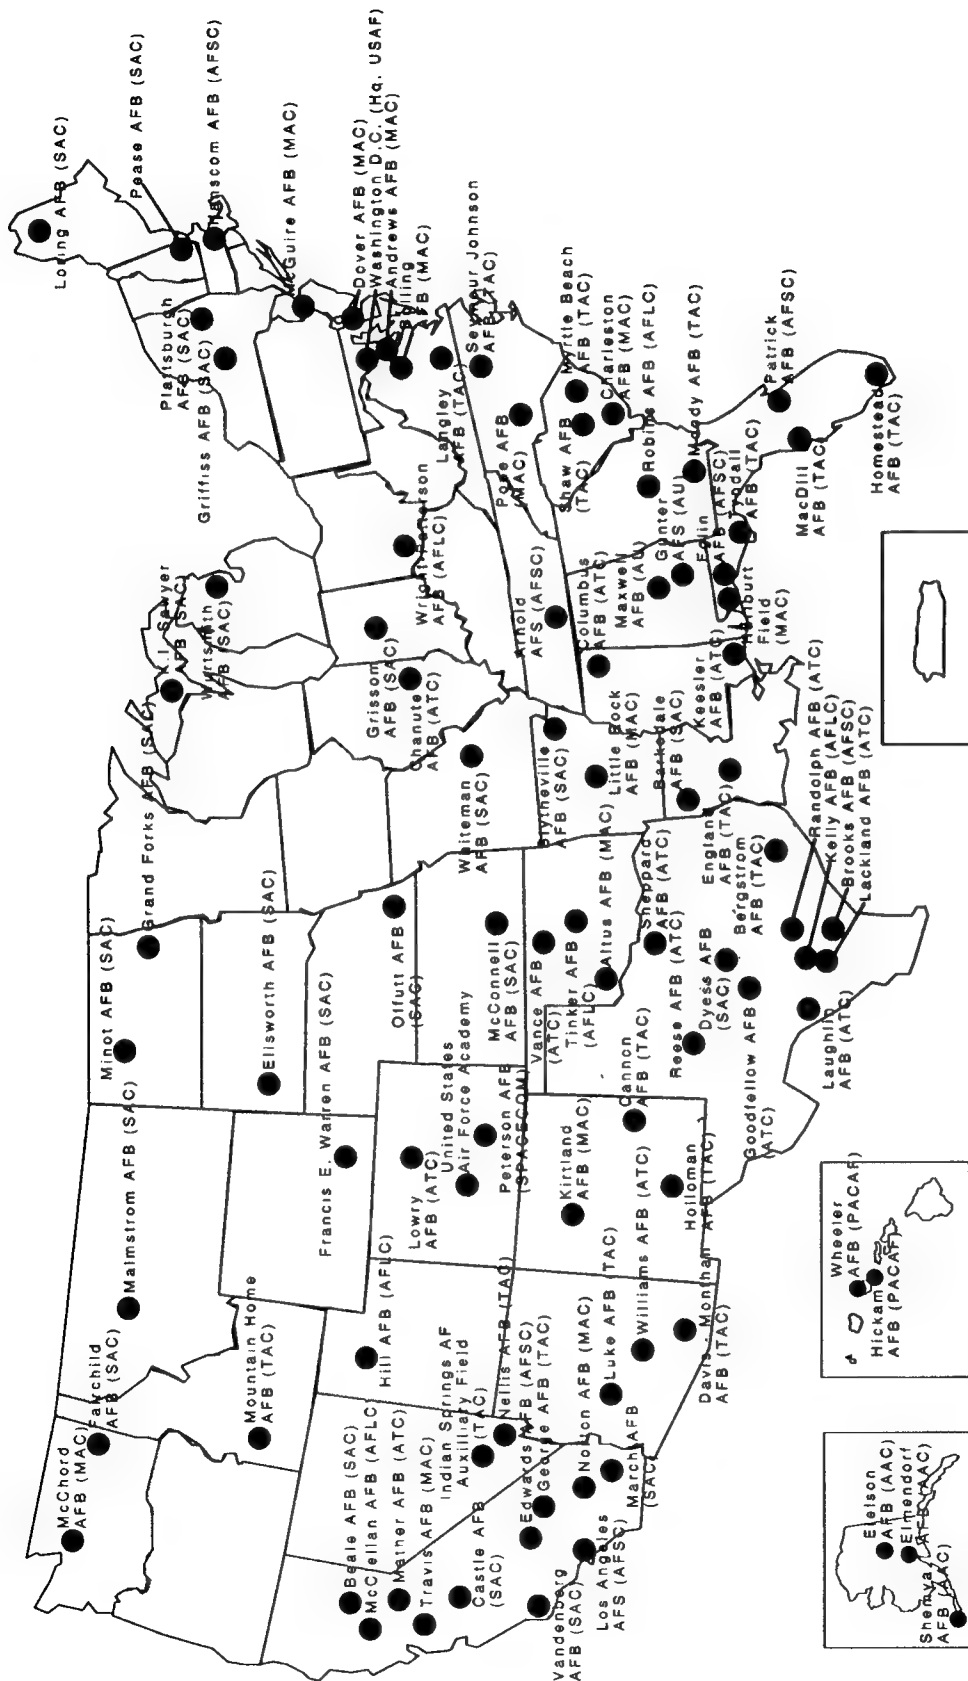 McChord
AFB (MAC)
Fairchild
AFB (SAC)
Malmstrom AFB (SAC)
Minot AFB (SAC)
Grand Forks AFB (SAC)
K.I. Sawyer
AFB (SAC)
Wurtsmith
AFB (SAC)
Griffiss AFB (SAC)
Plattsburgh
AFB (SAC)
Loring AFB (SAC)
Pease AFB (SAC)
Hanscom AFB (AFSC)
McGuire AFB (MAC)
Dover AFB (MAC)
Washington D.C. (Hq. USAF)
Andrews AFB (MAC)
Bolling
AFB (MAC)
Mountain Home
AFB (TAC)
Ellsworth AFB (SAC)
Francis E. Warren AFB (SAC)
Offutt AFB
(SAC)
Hill AFB (AFLC)
Lowry
AFB (ATC)
United States
Air Force Academy
Peterson AFB
(SPACECOM)
McConnell
AFB (SAC)
Whiteman
AFB (SAC)
Grissom
AFB (SAC)
Chanute
AFB (ATC)
Wright-Patterson
AFB (AFLC)
Langley
AFB (TAC)
Seymour Johnson
AFB (TAC)
Beale AFB (SAC)
McClellan AFB (AFLC)
Mather AFB (ATC)
Travis AFB (MAC)
Castle AFB
(SAC)
Indian Springs AF
Auxilliary Field
(TAC)
Nellis AFB (TAC)
Edwards AFB (AFSC)
George AFB (TAC)
Vandenberg
AFB (SAC)
Los Angeles
AFS (AFSC)
Norton AFB (MAC)
March AFB
(SAC)
Luke AFB (TAC)
Williams AFB (ATC)
Davis - Monthan
AFB (TAC)
Kirtland
AFB (MAC)
Holloman
AFB (TAC)
Cannon
AFB (TAC)
Reese AFB (ATC)
Vance AFB
(ATC)
Tinker AFB
(AFLC)
Altus AFB (MAC)
Sheppard
AFB (ATC)
Dyess AFB
(SAC)
Goodfellow AFB
(ATC)
Laughlin
AFB (ATC)
Bergstrom
AFB (TAC)
Randolph AFB (ATC)
Kelly AFB (AFLC)
Brooks AFB (AFSC)
Lackland AFB (ATC)
Blytheville
AFB (SAC)
Little Rock
AFB (MAC)
Barksdale
AFB (SAC)
England
AFB (TAC)
Arnold
AFS (AFSC)
Columbus
AFB (ATC)
Maxwell
AFB (AU)
Gunter
AFS (AU)
Keesler
AFB (ATC)
Hurlburt
Field
(MAC)
Eglin
AFB (AFSC)
Tyndall
AFB (TAC)
Pope AFB
(MAC)
Shaw AFB
(TAC)
Myrtle Beach
AFB (TAC)
Charleston
AFB (MAC)
Robins AFB (AFLC)
Moody AFB (TAC)
Patrick
AFB (AFSC)
MacDill
AFB (TAC)
Homestead
AFB (TAC)
Eielson
AFB (AAC)
Elmendorf
AFB (AAC)
Shemya
AFB (AAC)
Wheeler
AFB (PACAF)
Hickam
AFB (PACAF)